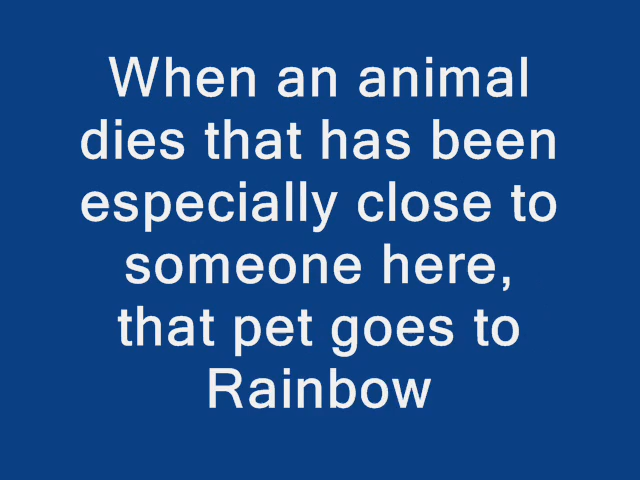 When an animal
dies that has been
especially close to
someone here,
that pet goes to
Rainbow